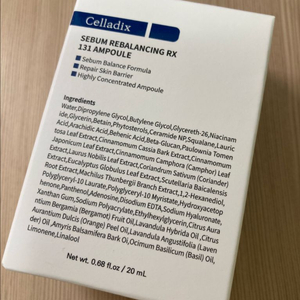 Celladix
SEBUM REBALANCING RX
131 AMPOULE
Sebum Balance Formula
Repair Skin Barrier
Highly Concentrated Ampoule
Ingredients
Water,Dipropylene Glycol,Butylene Glycol,Glycereth-26,Niacinam
ide,Glycerin,Betain,Phytosterols,Ceramide NP,Squalane,Lauric
Acid,Arachidic Acid,Behenic Acid,Beta-Glucan,Paulownia Tomen
tosa Leaf Extract,Cinnamomum Cassia Bark Extract,Cinnamomum
Japonicum Leaf Extract,Cinnamomum Camphora (Camphor) Leaf
Extract,Laurus Nobilis Leaf Extract,Coriandrum Sativum (Coriander)
Extract,Eucalyptus Globulus Leaf Extract,Scutellaria Baicalensis
Root Extract,Machilus Thunbergii Branch Extract,1,2-Hexanediol,
Polyglyceryl-10 Laurate,Polyglyceryl-10 Myristate,Hydroxyacetop
henone,Panthenol,Adenosine,Disodium EDTA,Sodium Hyaluronate,
Xanthan Gum,Sodium Polyacrylate,Ethylhexylglycerin,Citrus Aura
ntium Bergamia (Bergamot) Fruit Oil,Lavandula Hybrida Oil ,Citrus
Aurantium Dulcis (Orange) Peel Oil,Lavandula Angustifolia (Laven
der) Oil ,Amyris Balsamifera Bark Oi,Ocimum Basilicum (Basil) Oil,
Limonene,Linalool
Net wt. 0.68 fl.oz / 20 mL